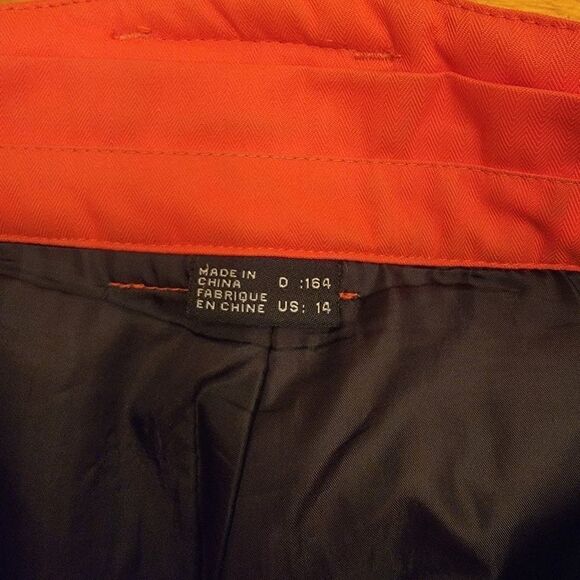 MADE IN
CHINA D :164
FABRIQUE
EN CHINE US: 14